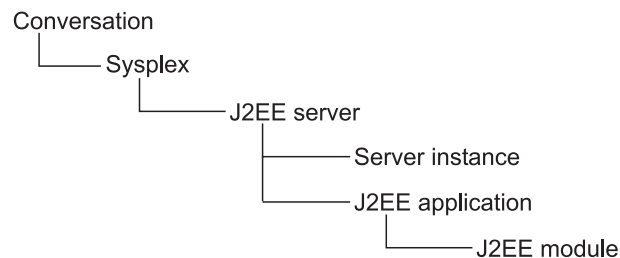 Conversation
Sysplex
J2EE server
Server instance
J2EE application
J2EE module